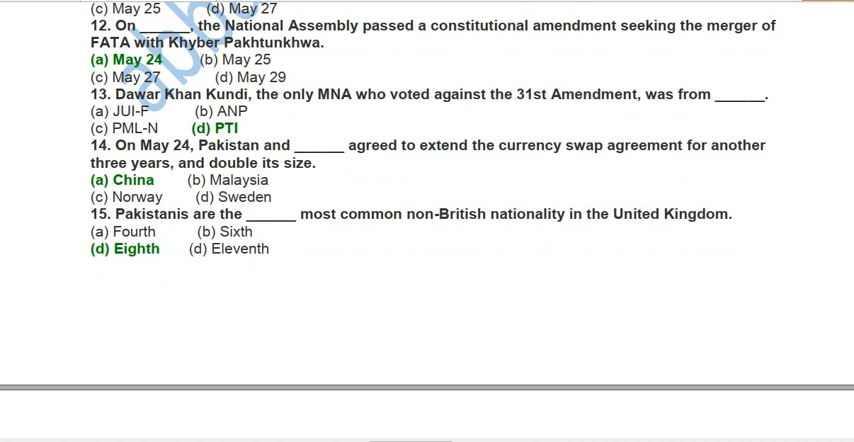 (c) May 25 (d) May 27
12. On ______, the National Assembly passed a constitutional amendment seeking the merger of
FATA with Khyber Pakhtunkhwa.
(a) May 24 (b) May 25
(c) May 27 (d) May 29
13. Dawar Khan Kundi, the only MNA who voted against the 31st Amendment, was from ______.
(a) JUI-F (b) ANP
(c) PML-N (d) PTI
14. On May 24, Pakistan and ______ agreed to extend the currency swap agreement for another
three years, and double its size.
(a) China (b) Malaysia
(c) Norway (d) Sweden
15. Pakistanis are the ______ most common non-British nationality in the United Kingdom.
(a) Fourth (b) Sixth
(d) Eighth (d) Eleventh